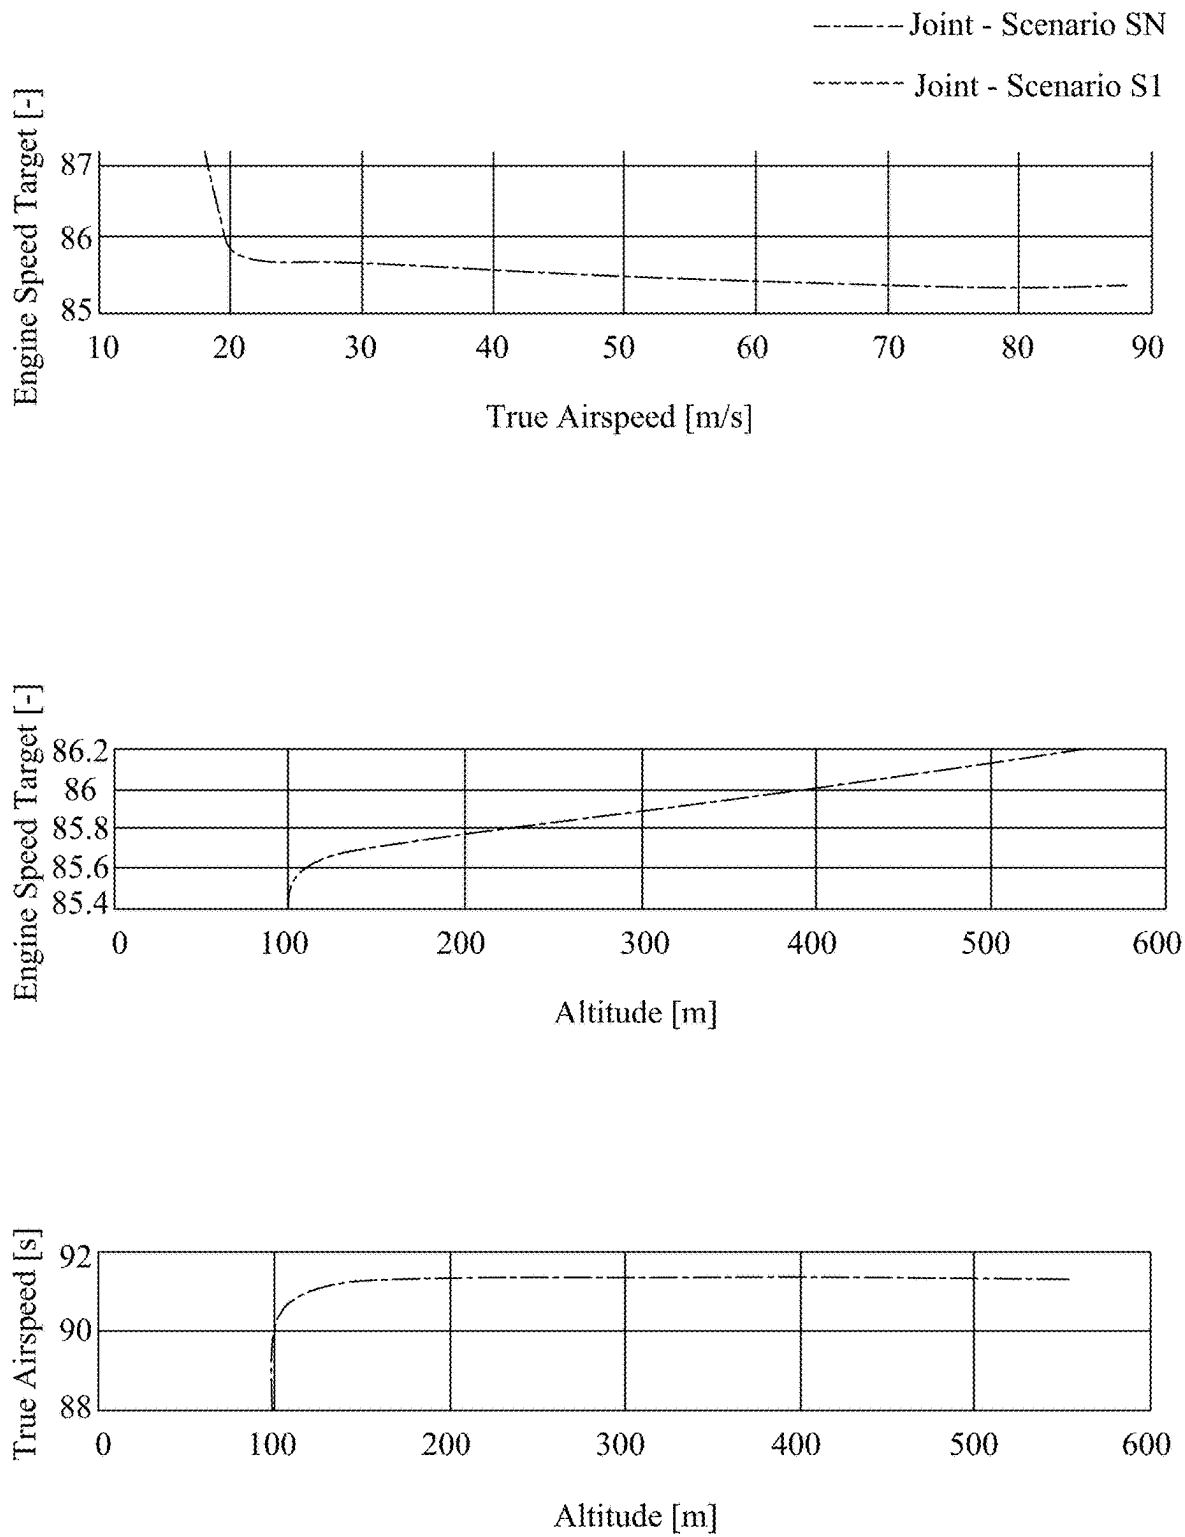 Joint - Scenario SN
Joint - Scenario S1
Engine Speed Target [-]
87
86
85
10 20 30 40 50 60 70 80 90
True Airspeed [m/s]
Engine Speed Target [-]
86.2
86
85.8
85.6
85.4
0 100 200 300 400 500 600
Altitude [m]
True Airspeed [s]
92
90
88
0 100 200 300 400 500 600
Altitude [m]